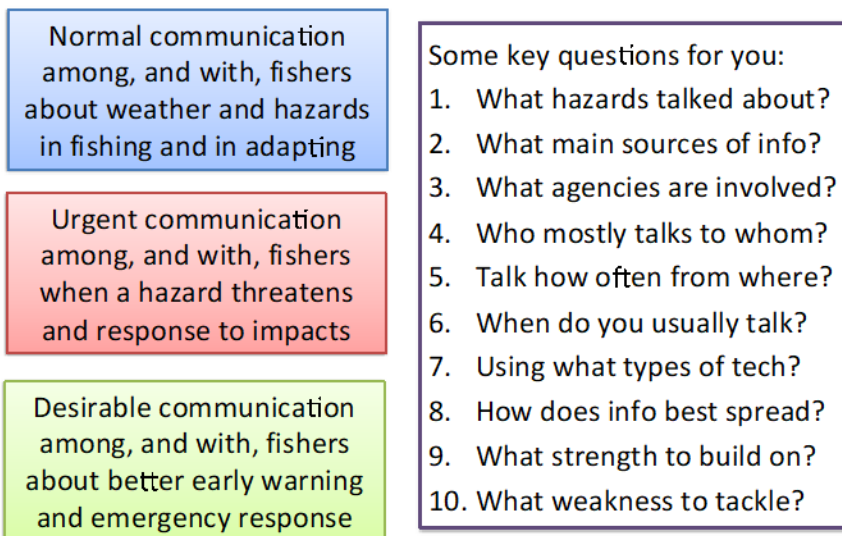 Normal communication
among, and with, fishers
about weather and hazards
in fishing and in adapting
Urgent communication
among, and with, fishers
when a hazard threatens
and response to impacts
Desirable communication
among, and with, fishers
about better early warning
and emergency response
Some key questions for you:
1. What hazards talked about?
2. What main sources of info?
3. What agencies are involved?
4. Who mostly talks to whom?
5. Talk how often from where?
6. When do you usually talk?
7. Using what types of tech?
8. How does info best spread?
9. What strength to build on?
10. What weakness to tackle?